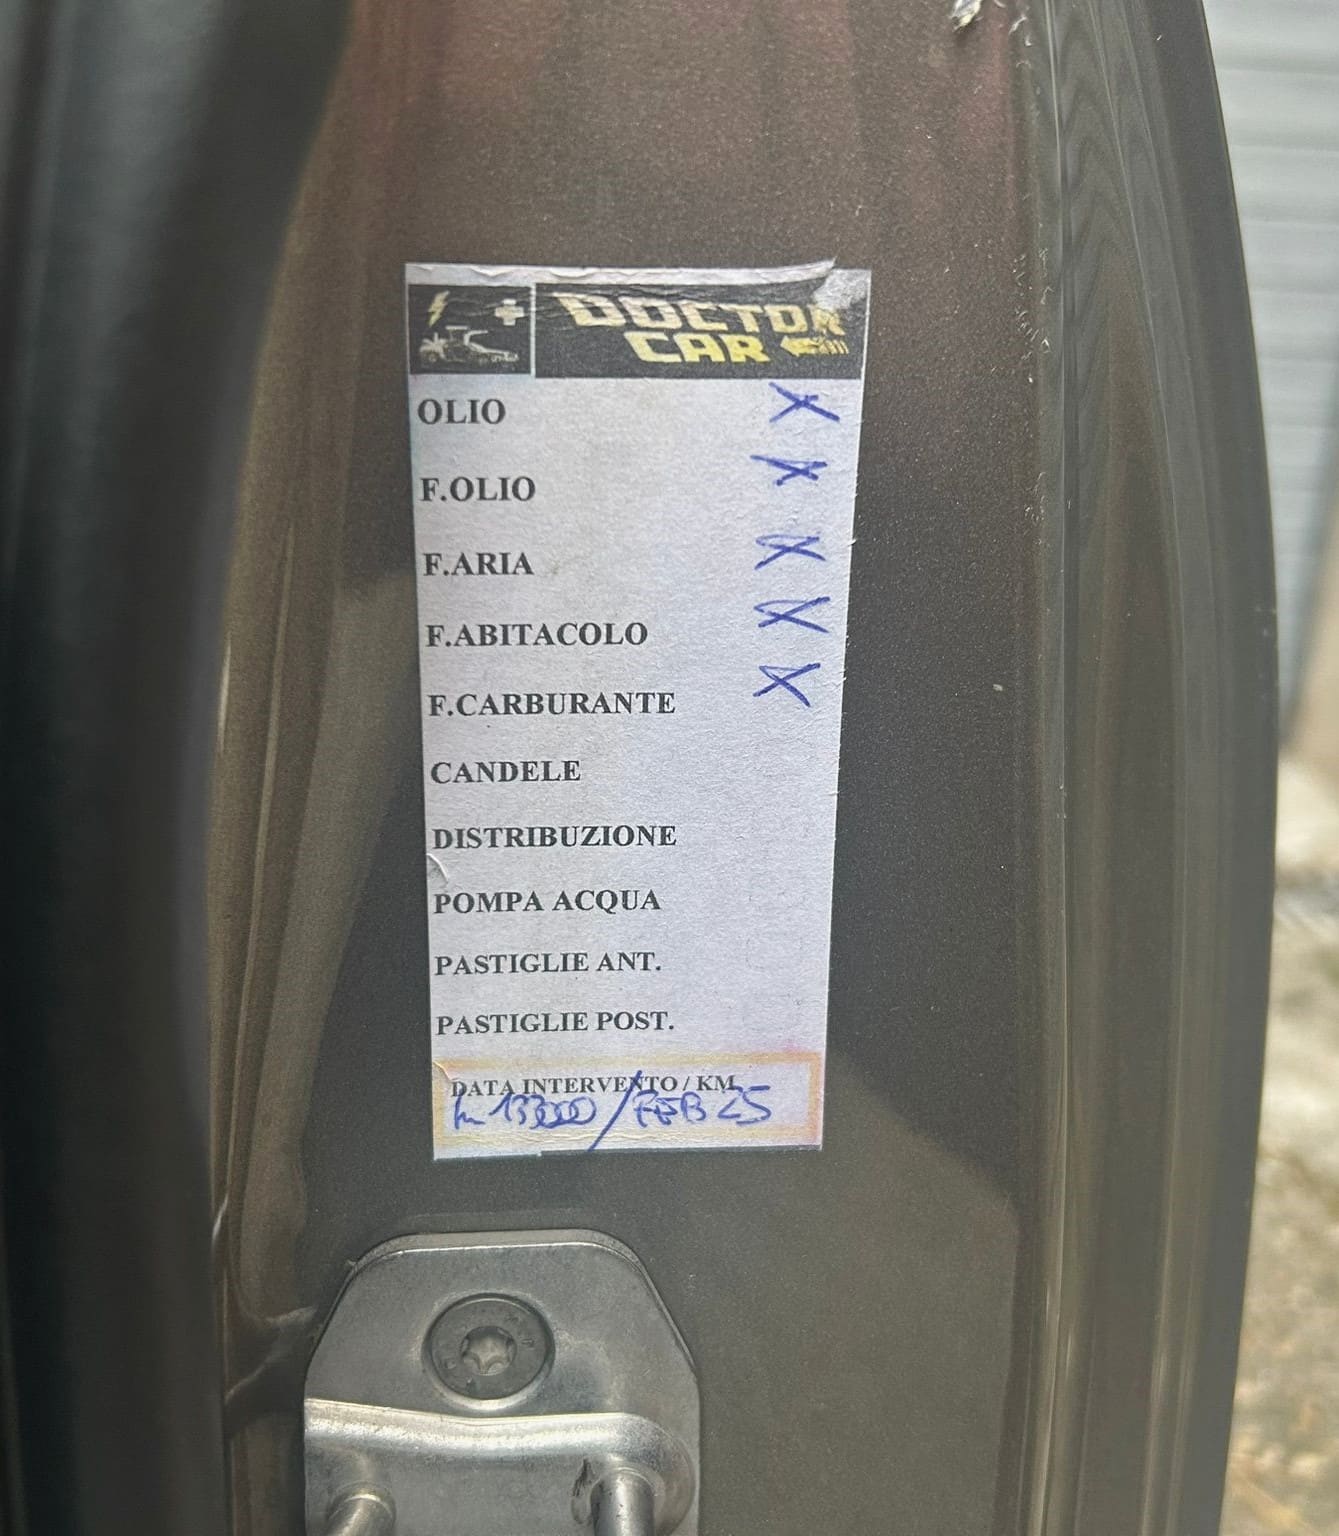 DOCTOR
CAR
OLIO X
F.OLIO X
F.ARIA X
F.ABITACOLO X
F.CARBURANTE X
CANDELE
DISTRIBUZIONE
POMPA ACQUA
PASTIGLIE ANT.
PASTIGLIE POST.
DATA INTERVENTO / KM
133000 / FEB 25